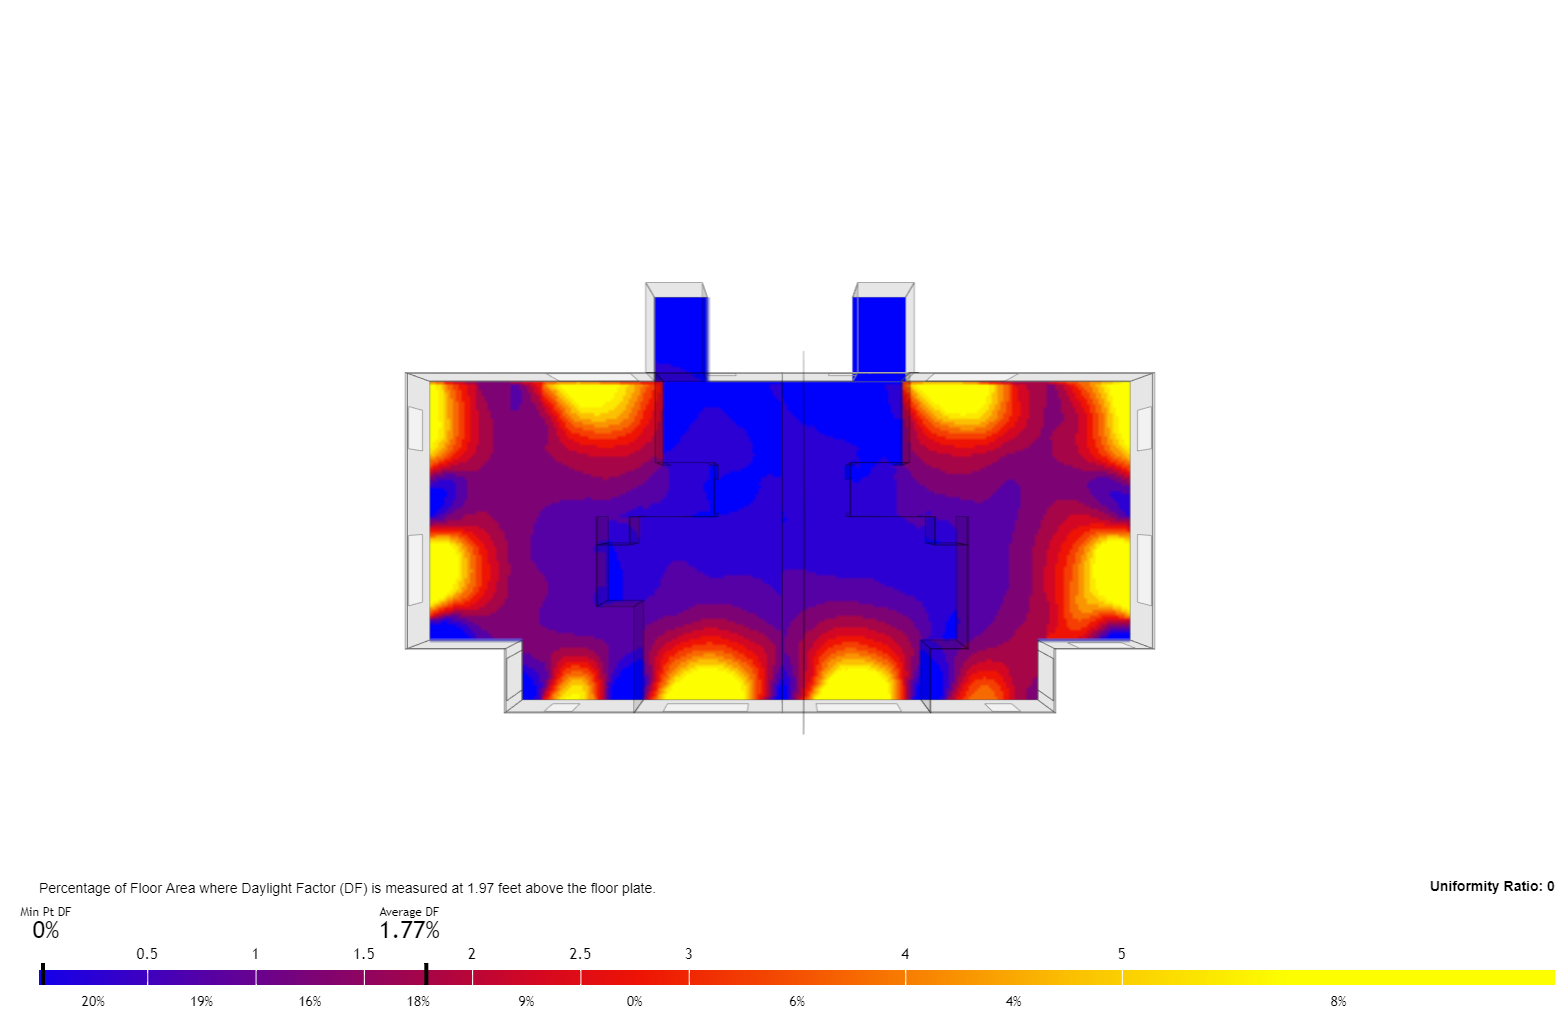 Percentage of Floor Area where Daylight Factor (DF) is measured at 1.97 feet above the floor plate.
Uniformity Ratio: 0
Min Pt DF
0%
Average DF
1.77%
0.5 1 1.5 2 2.5 3 4 5
20% 19% 16% 18% 9% 0% 6% 4% 8%